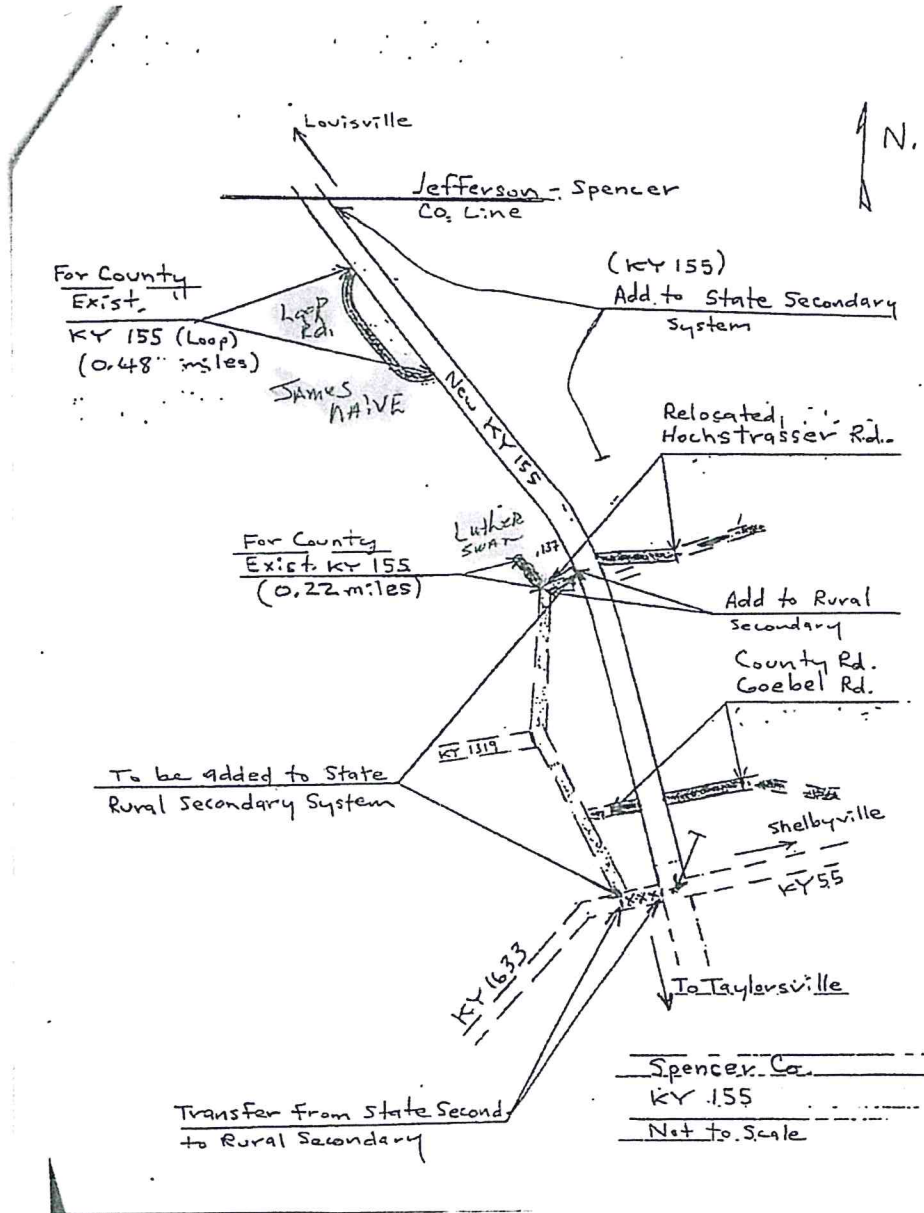 Louisville
N.
Jefferson - Spencer
Co. Line
For County
Exist.
KY 155 (Loop)
(0.48 miles)
Loop
Rd.
JAMES
(KY 155)
Add. to State Secondary
System
New KY 155
Relocated
Hochstrasser Rd.
Luther
.137
For County
Exist. KY 155
(0.22 miles)
Add to Rural
Secondary
County Rd.
Goebel Rd.
KY 1319
To be added to State
Rural Secondary System
Shelbyville
KY 55
XXX
KY 1633
To Taylorsville
Spencer Co.
KY 155
Not to Scale
Transfer from State Second.
to Rural Secondary